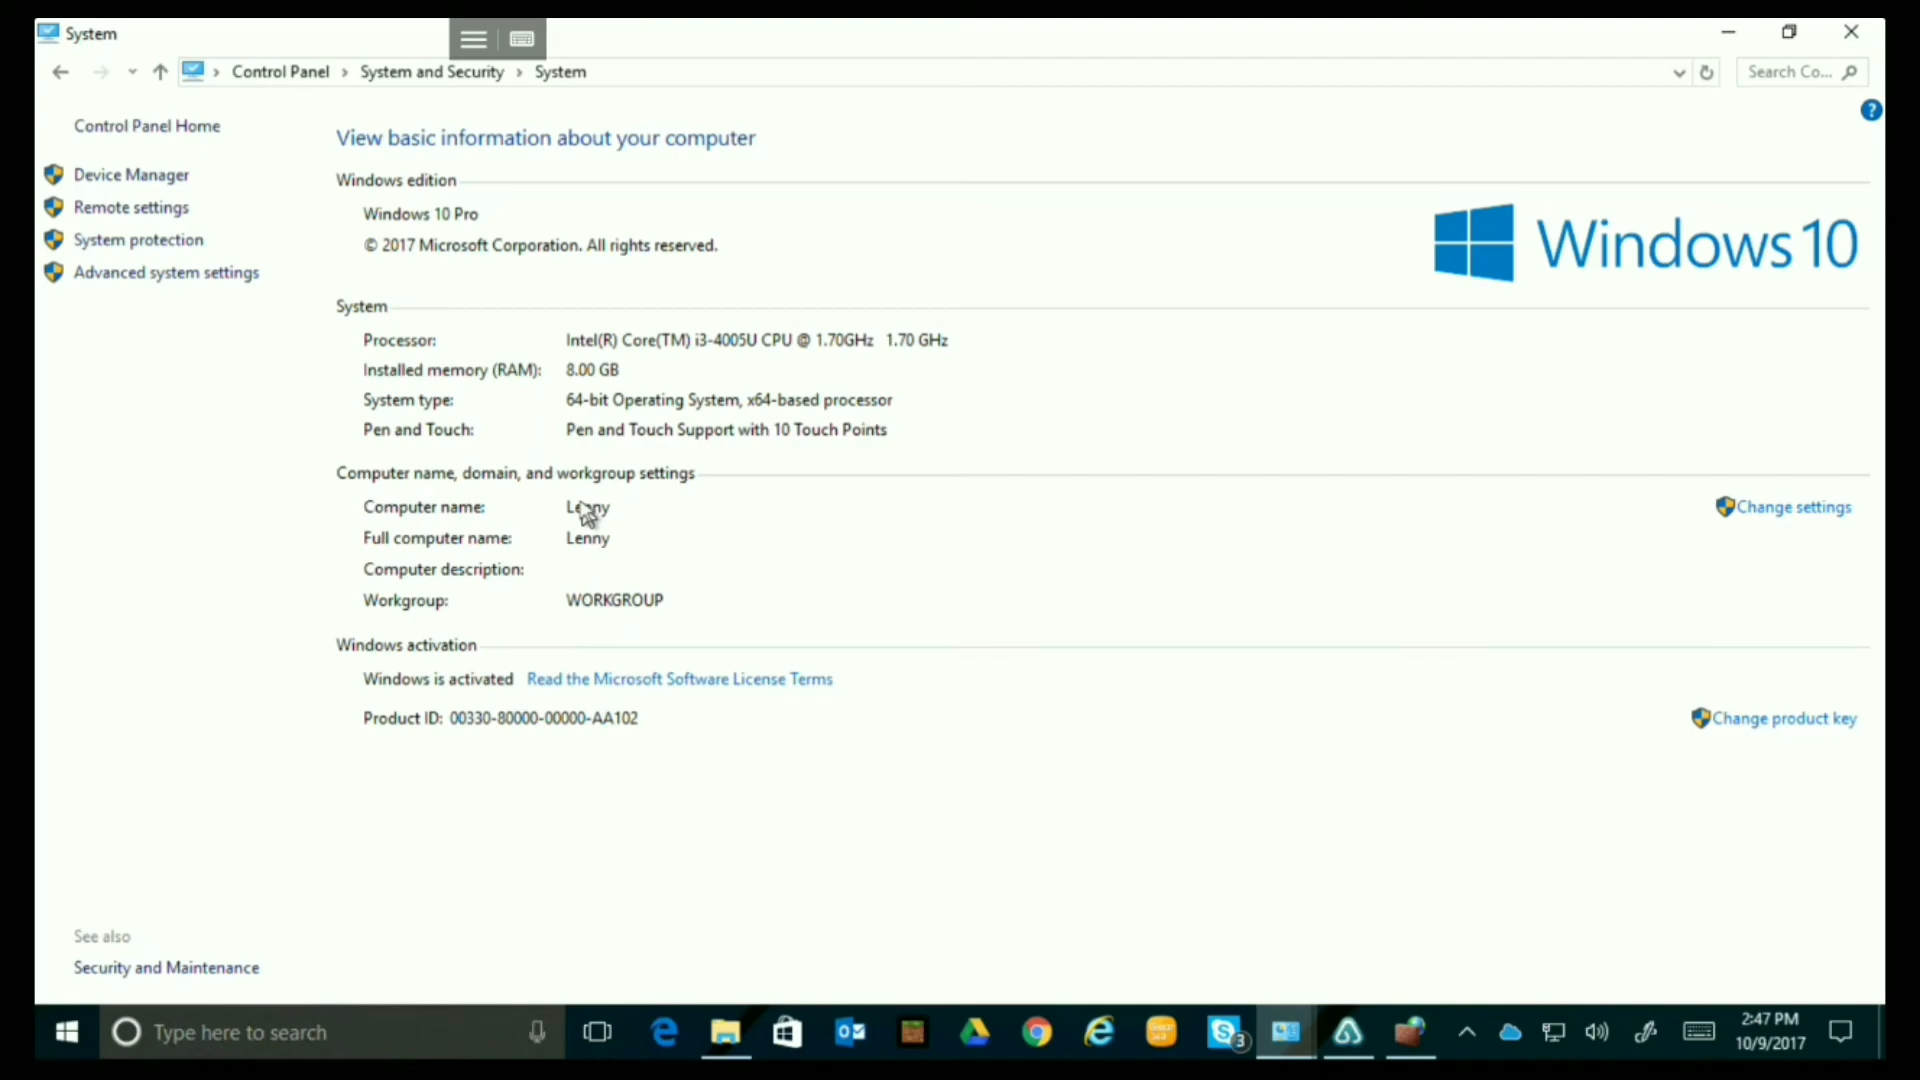 System
Control Panel › System and Security › System
Search Co...
?
Control Panel Home
Device Manager
Remote settings
System protection
Advanced system settings
View basic information about your computer
Windows edition
Windows 10 Pro
© 2017 Microsoft Corporation. All rights reserved.
Windows 10
System
Processor: Intel(R) Core(TM) i3-4005U CPU @ 1.70GHz 1.70 GHz
Installed memory (RAM): 8.00 GB
System type: 64-bit Operating System, x64-based processor
Pen and Touch: Pen and Touch Support with 10 Touch Points
Computer name, domain, and workgroup settings
Computer name: Lenny
Change settings
Full computer name: Lenny
Computer description:
Workgroup: WORKGROUP
Windows activation
Windows is activated Read the Microsoft Software License Terms
Product ID: 00330-80000-00000-AA102
Change product key
See also
Security and Maintenance
Type here to search
3
2:47 PM
10/9/2017